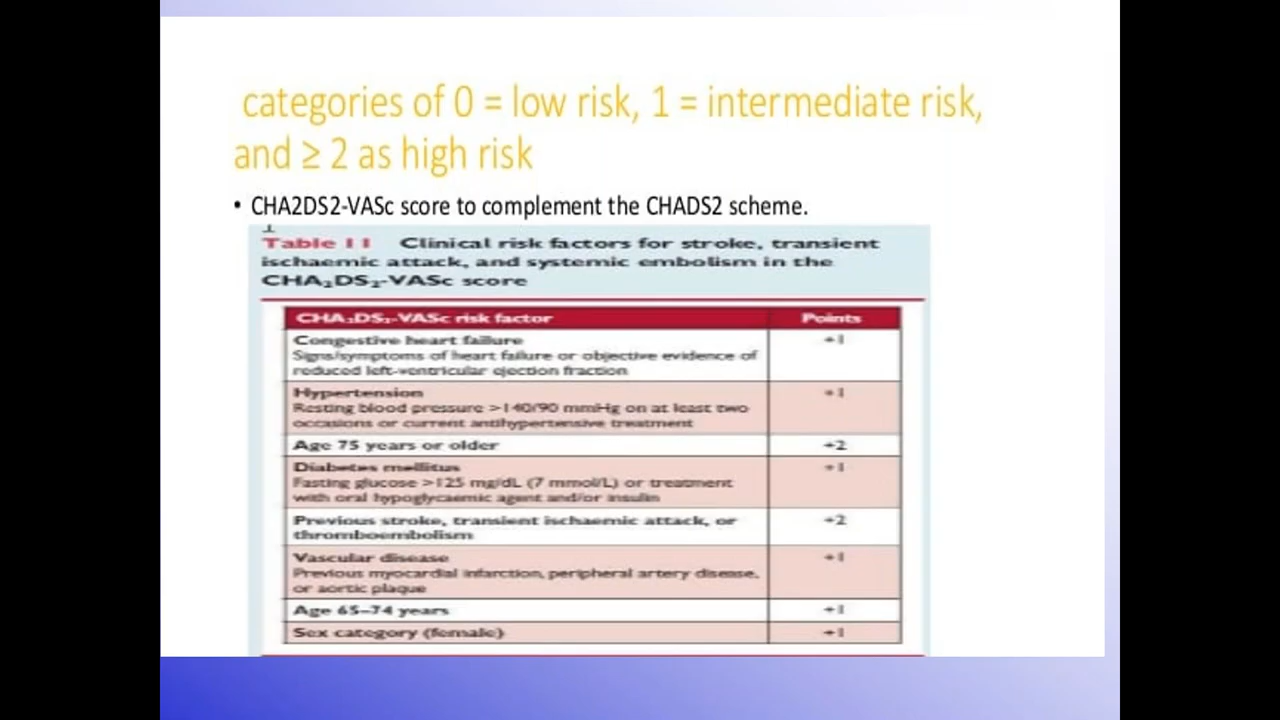 categories of 0 = low risk, 1 = intermediate risk,
and ≥ 2 as high risk
• CHA2DS2-VASc score to complement the CHADS2 scheme.
Table 11 Clinical risk factors for stroke, transient
ischaemic attack, and systemic embolism in the
CHA₂DS₂-VASc score
CHA₂DS₂-VASc risk factor Points
Congestive heart failure +1
Signs/symptoms of heart failure or objective evidence of
reduced left-ventricular ejection fraction
Hypertension +1
Resting blood pressure >140/90 mmHg on at least two
occasions or current antihypertensive treatment
Age 75 years or older +2
Diabetes mellitus +1
Fasting glucose >125 mg/dL (7 mmol/L) or treatment
with oral hypoglycaemic agent and/or insulin
Previous stroke, transient ischaemic attack, or +2
thromboembolism
Vascular disease +1
Previous myocardial infarction, peripheral artery disease,
or aortic plaque
Age 65–74 years +1
Sex category (female) +1